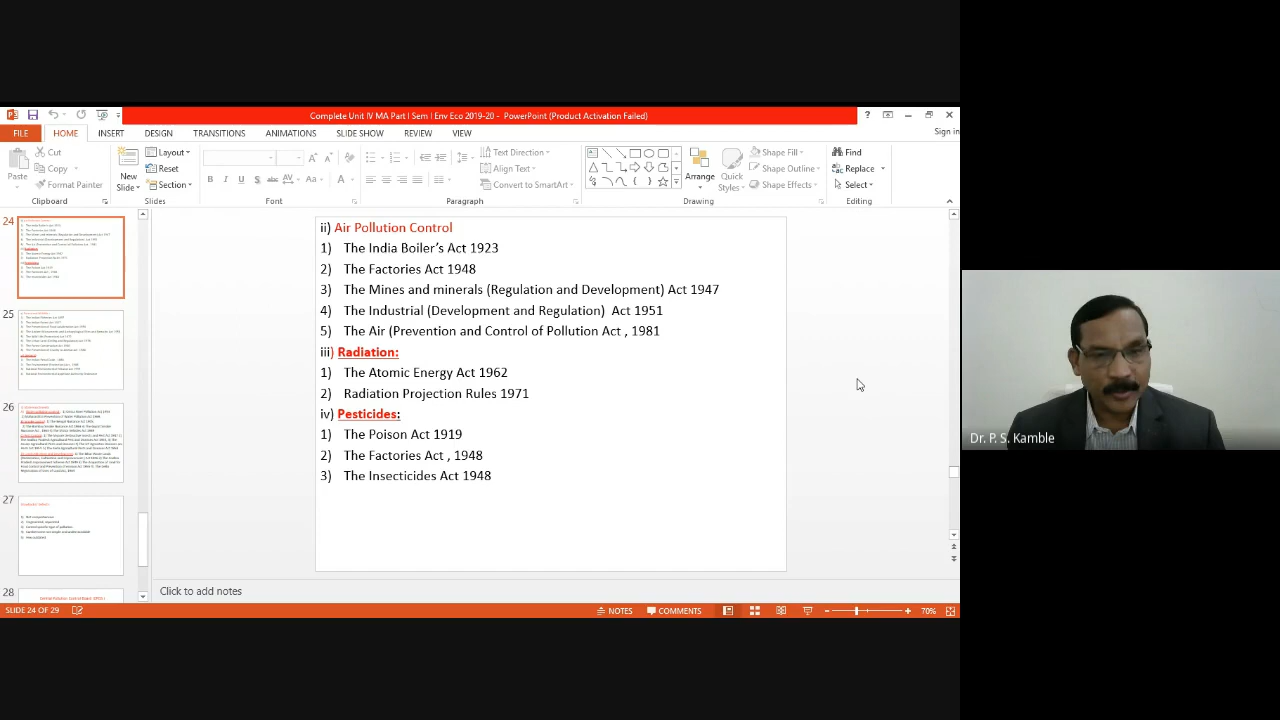 Complete Unit IV MA Part I Sem I Env Eco 2019-20 - PowerPoint (Product Activation Failed)
FILE HOME INSERT DESIGN TRANSITIONS ANIMATIONS SLIDE SHOW REVIEW VIEW Sign in
Paste Cut Copy Format Painter
Clipboard
New Slide Layout Reset Section
Slides
B I U S abc AV Aa A
Font
Text Direction Align Text Convert to SmartArt
Paragraph
Arrange Quick Styles Shape Fill Shape Outline Shape Effects
Drawing
Find Replace Select
Editing
24
25
26
27
28
ii) Air Pollution Control
1) The India Boiler's Act 1923
2) The Factories Act 1948
3) The Mines and minerals (Regulation and Development) Act 1947
4) The Industrial (Development and Regulation) Act 1951
5) The Air (Prevention and Control of Pollution Act , 1981
iii) Radiation:
1) The Atomic Energy Act 1962
2) Radiation Projection Rules 1971
iv) Pesticides:
1) The Poison Act 1919
2) The Factories Act , 1948
3) The Insecticides Act 1948
Click to add notes
SLIDE 24 OF 29 NOTES COMMENTS 70%
Dr. P. S. Kamble